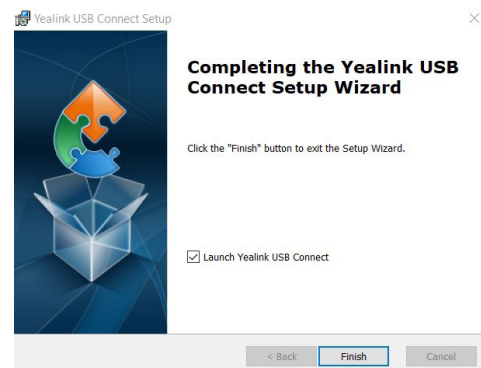 Yealink USB Connect Setup
Completing the Yealink USB
Connect Setup Wizard
Click the "Finish" button to exit the Setup Wizard.
Launch Yealink USB Connect
< Back Finish Cancel